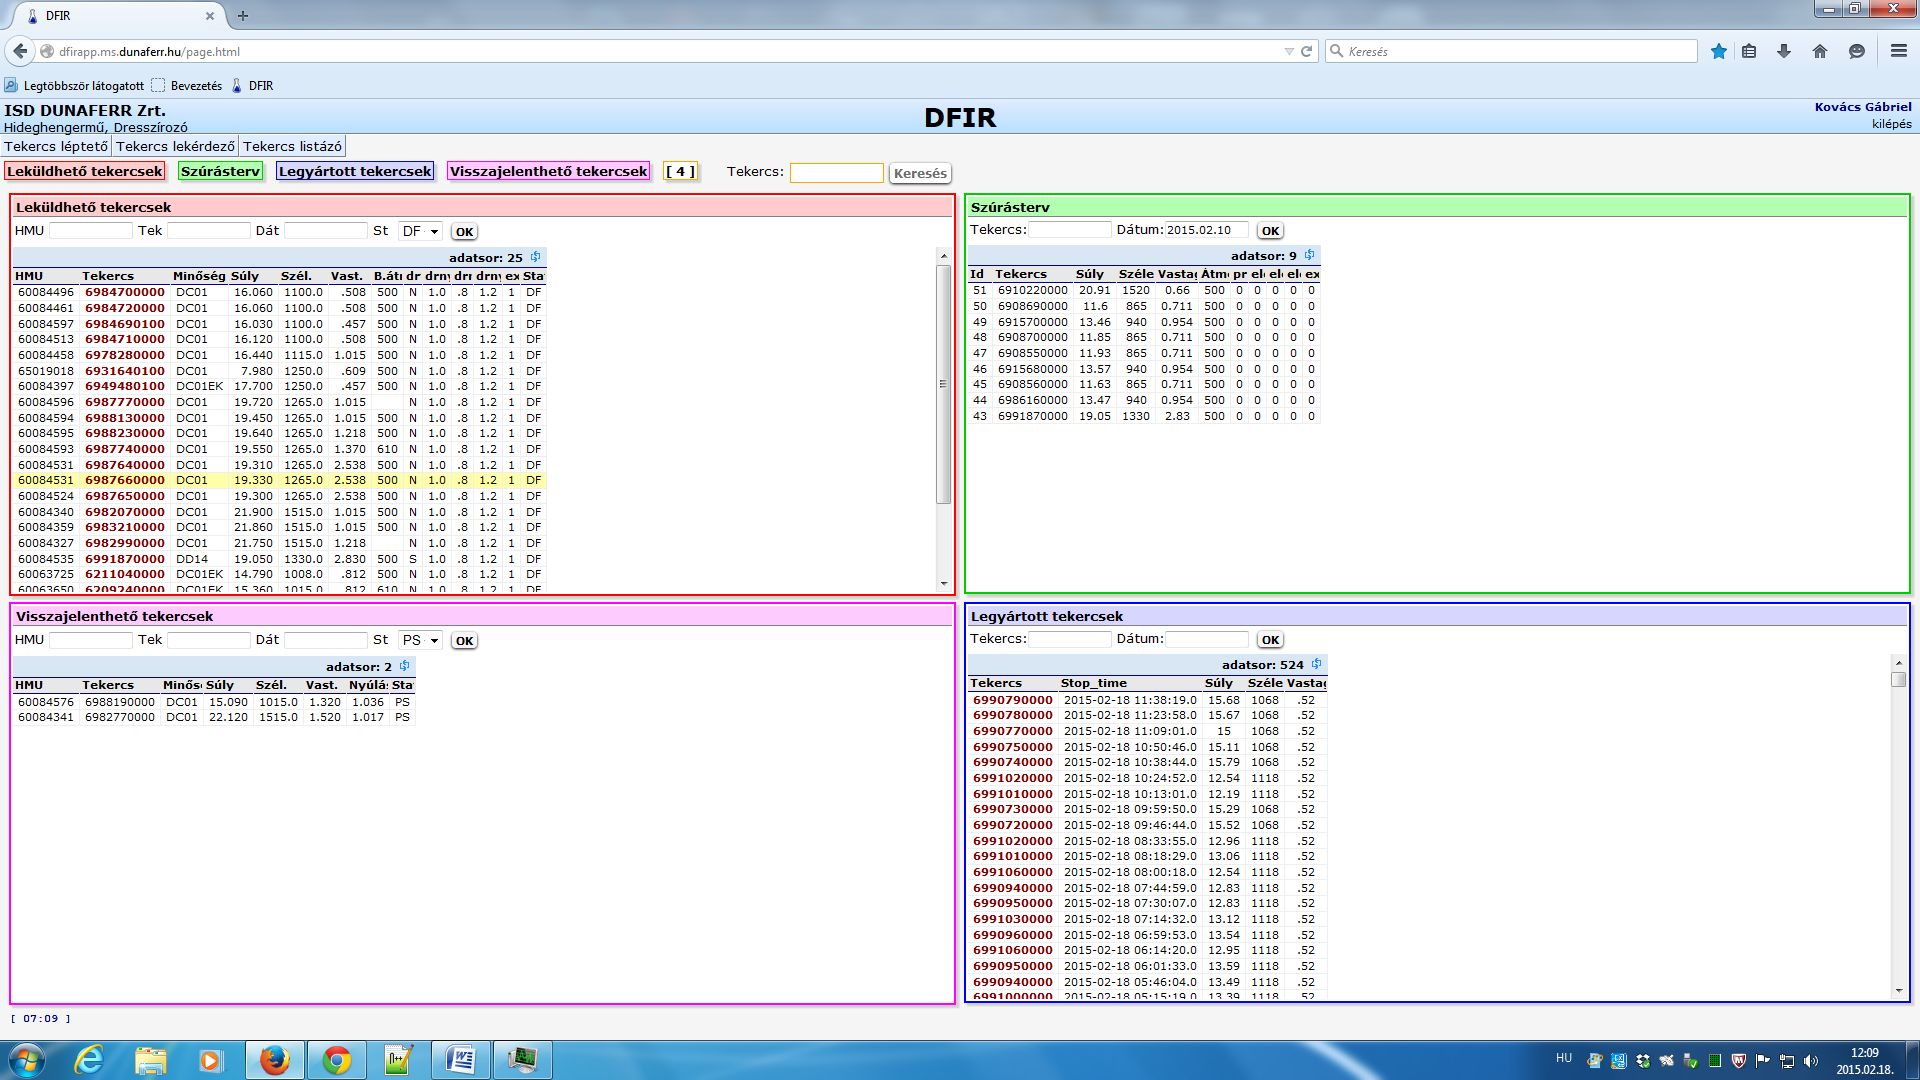 DFIR
dfirapp.ms.dunaferr.hu/page.html
Keresés
Legtöbbször látogatott Bevezetés DFIR
ISD DUNAFERR Zrt.
Hideghengermű, Dresszírozó
DFIR
Kovács Gábriel
kilépés
Tekercs léptető Tekercs lekérdező Tekercs listázó
Leküldhető tekercsek Szúrásterv Legyártott tekercsek Visszajelenthető tekercsek [ 4 ] Tekercs: Keresés
Leküldhető tekercsek
HMU Tek Dát St DF OK
adatsor: 25
HMU Tekercs Minőség Súly Szél. Vast. B.átı dr drny drı drny ex Sta
60084496 6984700000 DC01 16.060 1100.0 .508 500 N 1.0 .8 1.2 1 DF
60084461 6984720000 DC01 16.060 1100.0 .508 500 N 1.0 .8 1.2 1 DF
60084597 6984690100 DC01 16.030 1100.0 .457 500 N 1.0 .8 1.2 1 DF
60084513 6984710000 DC01 16.120 1100.0 .508 500 N 1.0 .8 1.2 1 DF
60084458 6978280000 DC01 16.440 1115.0 1.015 500 N 1.0 .8 1.2 1 DF
65019018 6931640100 DC01 7.980 1250.0 .609 500 N 1.0 .8 1.2 1 DF
60084397 6949480100 DC01EK 17.700 1250.0 .457 500 N 1.0 .8 1.2 1 DF
60084596 6987770000 DC01 19.720 1265.0 1.015 N 1.0 .8 1.2 1 DF
60084594 6988130000 DC01 19.450 1265.0 1.015 500 N 1.0 .8 1.2 1 DF
60084595 6988230000 DC01 19.640 1265.0 1.218 500 N 1.0 .8 1.2 1 DF
60084593 6987740000 DC01 19.550 1265.0 1.370 610 N 1.0 .8 1.2 1 DF
60084531 6987640000 DC01 19.310 1265.0 2.538 500 N 1.0 .8 1.2 1 DF
60084531 6987660000 DC01 19.330 1265.0 2.538 500 N 1.0 .8 1.2 1 DF
60084524 6987650000 DC01 19.300 1265.0 2.538 500 N 1.0 .8 1.2 1 DF
60084340 6982070000 DC01 21.900 1515.0 1.015 500 N 1.0 .8 1.2 1 DF
60084359 6983210000 DC01 21.860 1515.0 1.015 500 N 1.0 .8 1.2 1 DF
60084327 6982990000 DC01 21.750 1515.0 1.218 N 1.0 .8 1.2 1 DF
60084535 6991870000 DD14 19.050 1330.0 2.830 500 S 1.0 .8 1.2 1 DF
60063725 6211040000 DC01EK 14.790 1008.0 .812 500 N 1.0 .8 1.2 1 DF
60063650 6209240000 DC01EK 15.360 1015.0 .812 610 N 1.0 .8 1.2 1 DF
Szúrásterv
Tekercs: Dátum: 2015.02.10 OK
adatsor: 9
Id Tekercs Súly Széle Vastag Átm pr ele ele ele ex
51 6910220000 20.91 1520 0.66 500 0 0 0 0 0
50 6908690000 11.6 865 0.711 500 0 0 0 0 0
49 6915700000 13.46 940 0.954 500 0 0 0 0 0
48 6908700000 11.85 865 0.711 500 0 0 0 0 0
47 6908550000 11.93 865 0.711 500 0 0 0 0 0
46 6915680000 13.57 940 0.954 500 0 0 0 0 0
45 6908560000 11.63 865 0.711 500 0 0 0 0 0
44 6986160000 13.47 940 0.954 500 0 0 0 0 0
43 6991870000 19.05 1330 2.83 500 0 0 0 0 0
Visszajelenthető tekercsek
HMU Tek Dát St PS OK
adatsor: 2
HMU Tekercs Minős Súly Szél. Vast. Nyúlás Sta
60084576 6988190000 DC01 15.090 1015.0 1.320 1.036 PS
60084341 6982770000 DC01 22.120 1515.0 1.520 1.017 PS
Legyártott tekercsek
Tekercs: Dátum: OK
adatsor: 524
Tekercs Stop_time Súly Széle Vastag
6990790000 2015-02-18 11:38:19.0 15.68 1068 .52
6990780000 2015-02-18 11:23:58.0 15.67 1068 .52
6990770000 2015-02-18 11:09:01.0 15 1068 .52
6990750000 2015-02-18 10:50:46.0 15.11 1068 .52
6990740000 2015-02-18 10:38:44.0 15.79 1068 .52
6991020000 2015-02-18 10:24:52.0 12.54 1118 .52
6991010000 2015-02-18 10:13:01.0 12.19 1118 .52
6990730000 2015-02-18 09:59:50.0 15.29 1068 .52
6990720000 2015-02-18 09:46:44.0 15.52 1068 .52
6991020000 2015-02-18 08:33:55.0 12.96 1118 .52
6991010000 2015-02-18 08:18:29.0 13.06 1118 .52
6991060000 2015-02-18 08:00:18.0 12.54 1118 .52
6990940000 2015-02-18 07:44:59.0 12.83 1118 .52
6990950000 2015-02-18 07:30:07.0 12.83 1118 .52
6991030000 2015-02-18 07:14:32.0 13.12 1118 .52
6990960000 2015-02-18 06:59:53.0 13.54 1118 .52
6991060000 2015-02-18 06:14:20.0 12.95 1118 .52
6990950000 2015-02-18 06:01:33.0 13.59 1118 .52
6990940000 2015-02-18 05:46:04.0 13.49 1118 .52
6991000000 2015-02-18 05:15:19.0 13.39 1118 .52
[ 07:09 ]
HU
12:09
2015.02.18.